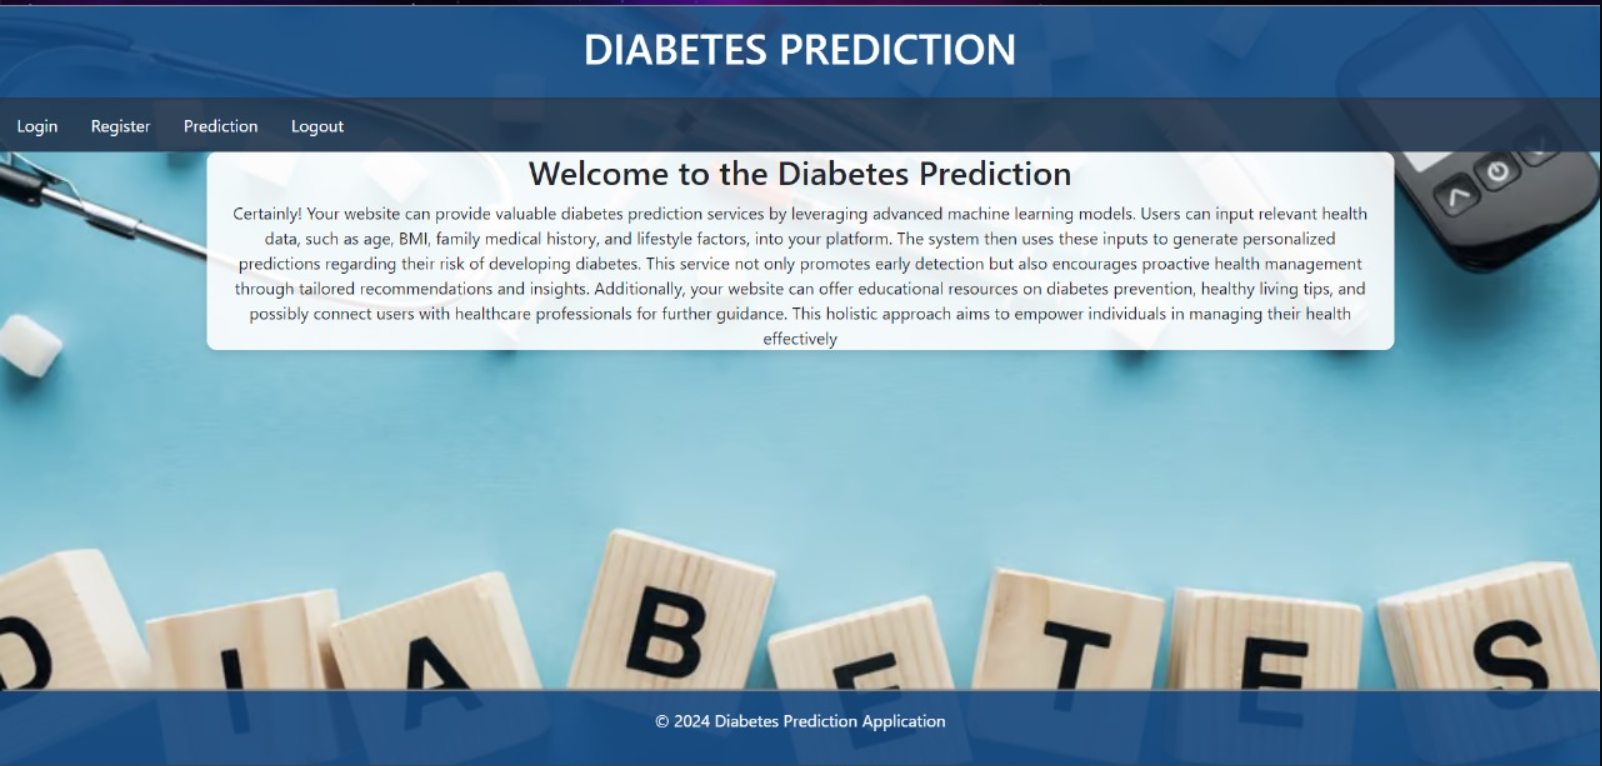 DIABETES PREDICTION
Login Register Prediction Logout
Welcome to the Diabetes Prediction
Certainly! Your website can provide valuable diabetes prediction services by leveraging advanced machine learning models. Users can input relevant health
data, such as age, BMI, family medical history, and lifestyle factors, into your platform. The system then uses these inputs to generate personalized
predictions regarding their risk of developing diabetes. This service not only promotes early detection but also encourages proactive health management
through tailored recommendations and insights. Additionally, your website can offer educational resources on diabetes prevention, healthy living tips, and
possibly connect users with healthcare professionals for further guidance. This holistic approach aims to empower individuals in managing their health
effectively
DIABETES
© 2024 Diabetes Prediction Application